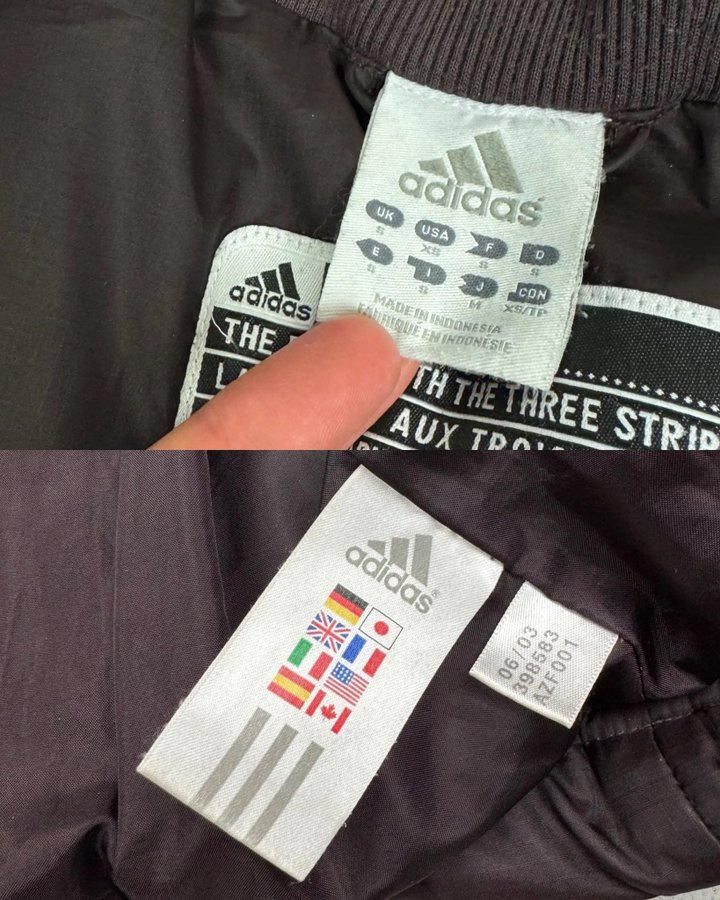 adidas
UK USA F D
S XS S S
E I J CDN
S S M XS/TP
MADE IN INDONESIA
FABRIQUE EN INDONÉSIE
adidas
THE
TH THE THREE STRIP
AUX TROI
adidas®
06/03
398583
AZF001